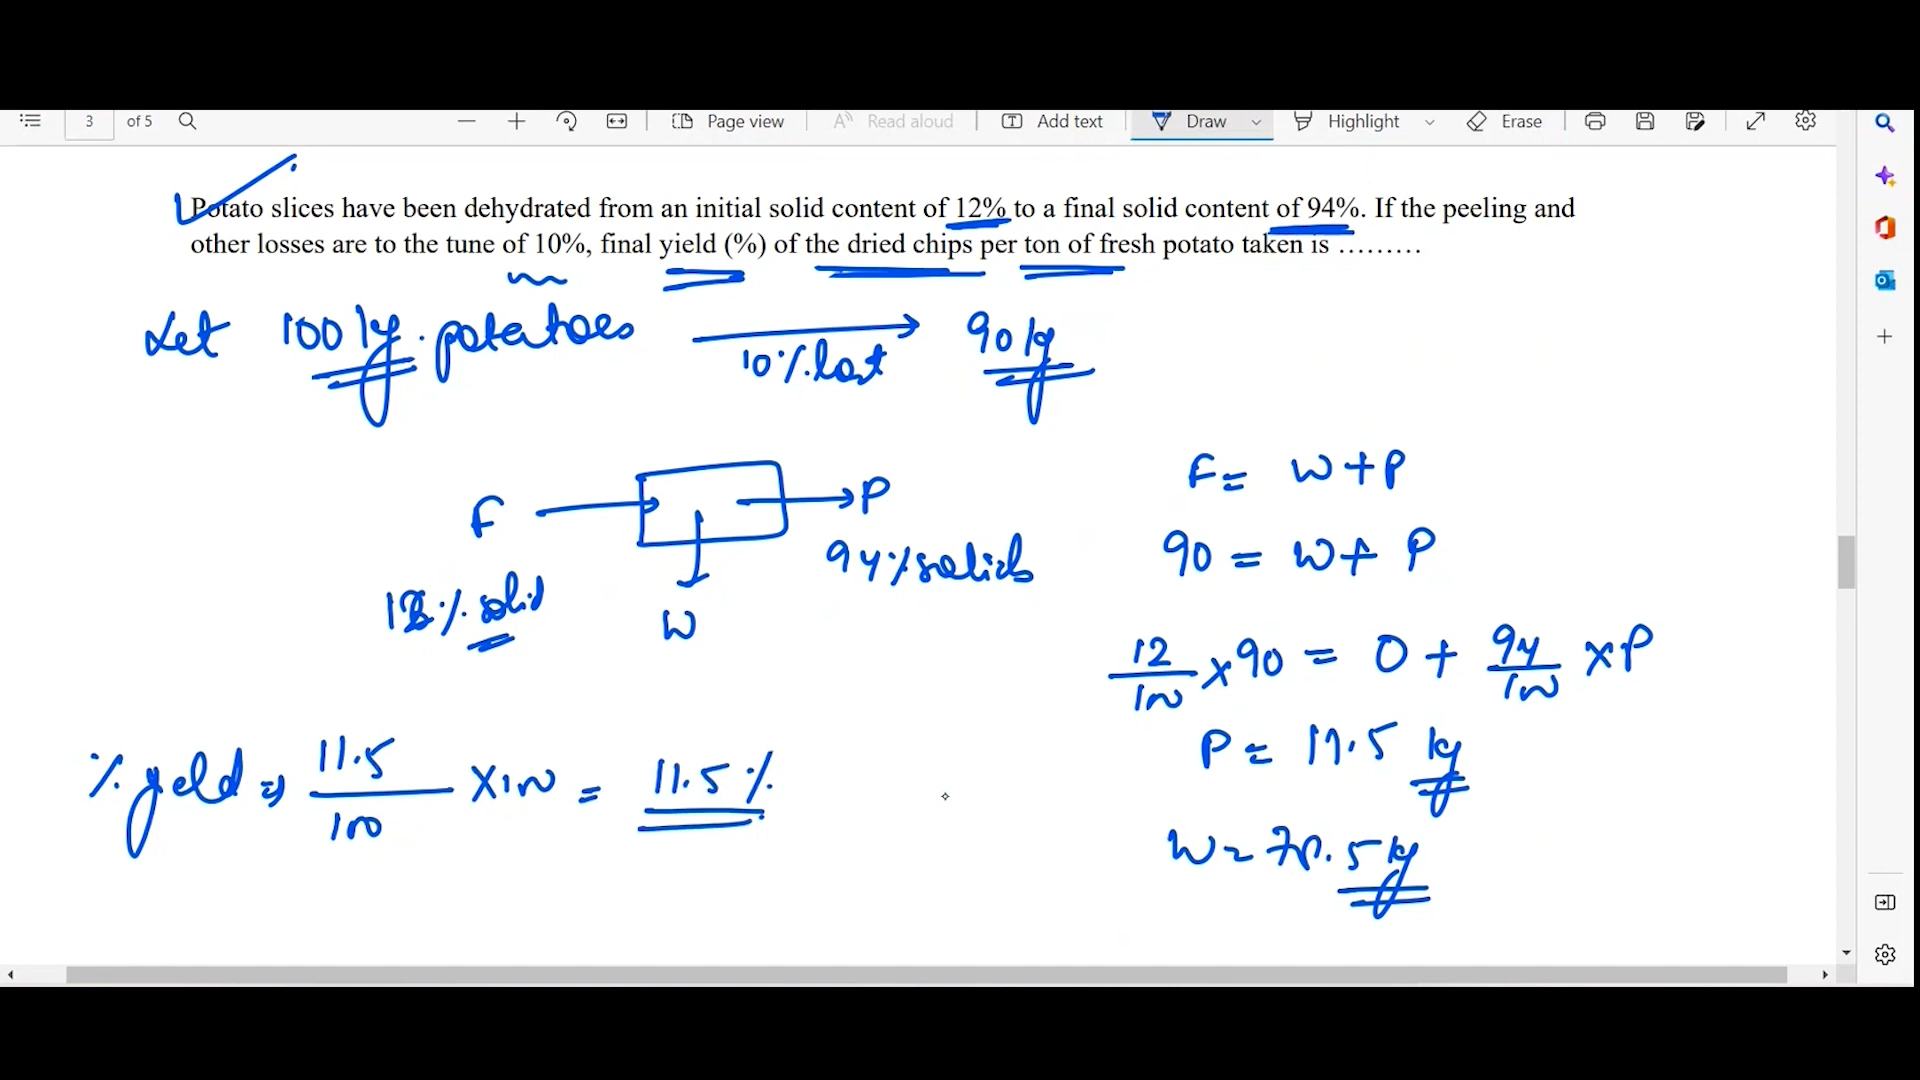 3 of 5 Page view Read aloud Add text Draw Highlight Erase
Potato slices have been dehydrated from an initial solid content of 12% to a final solid content of 94%. If the peeling and
other losses are to the tune of 10%, final yield (%) of the dried chips per ton of fresh potato taken is ………
Let 100 kg potatoes 10% lost 90 kg
F P
12% solid W 94% solids
F = W + P
90 = W + P
12/100 × 90 = 0 + 94/100 × P
P = 11.5 kg
W = 78.5 kg
% yeld ⇒ 11.5/100 × 100 = 11.5 %